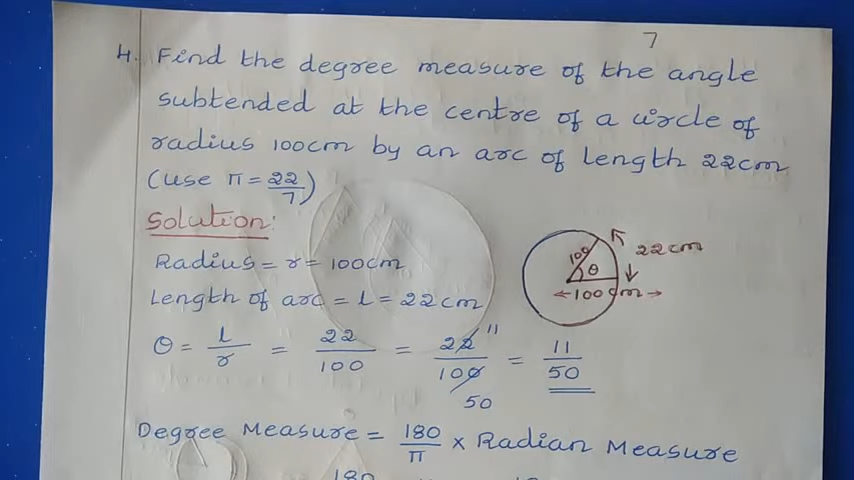 7
4. Find the degree measure of the angle
subtended at the centre of a circle of
radius 100cm by an arc of length 22cm
(use π = 22/7)
Solution:
Radius = r = 100cm
Length of arc = l = 22cm
100
θ
22cm
100cm
θ = l/r = 22/100 = 22/100 11 50 = 11/50
Degree Measure = 180/π × Radian Measure
180